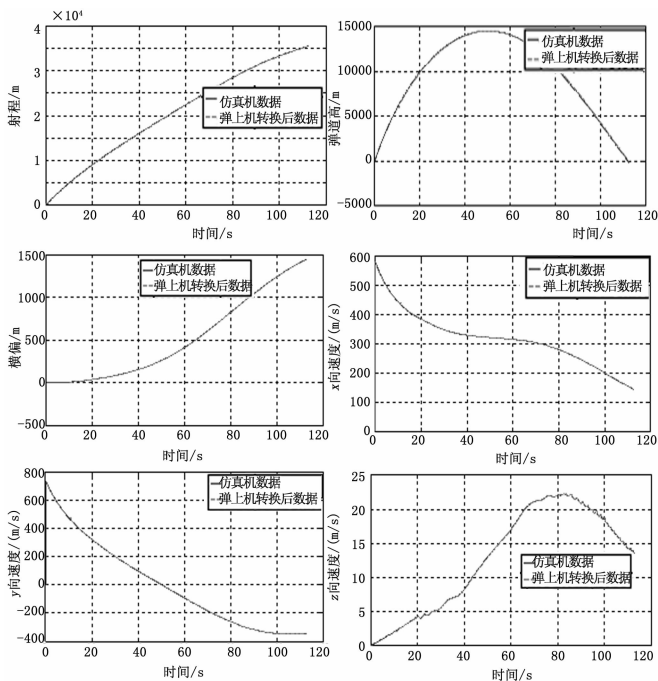 ×10⁴
4
3
2
1
0
射程/m
仿真机数据
弹上机转换后数据
0 20 40 60 80 100 120
时间/s
15000
10000
5000
0
-5000
弹道高/m
仿真机数据
弹上机转换后数据
0 20 40 60 80 100 120
时间/s
1500
1000
500
0
-500
横偏/m
仿真机数据
弹上机转换后数据
0 20 40 60 80 100 120
时间/s
600
500
400
300
200
100
0
x向速度/(m/s)
仿真机数据
弹上机转换后数据
0 20 40 60 80 100 120
时间/s
800
600
400
200
0
-200
-400
y向速度/(m/s)
仿真机数据
弹上机转换后数据
0 20 40 60 80 100 120
时间/s
25
20
15
10
5
0
z向速度/(m/s)
仿真机数据
弹上机转换后数据
0 20 40 60 80 100 120
时间/s